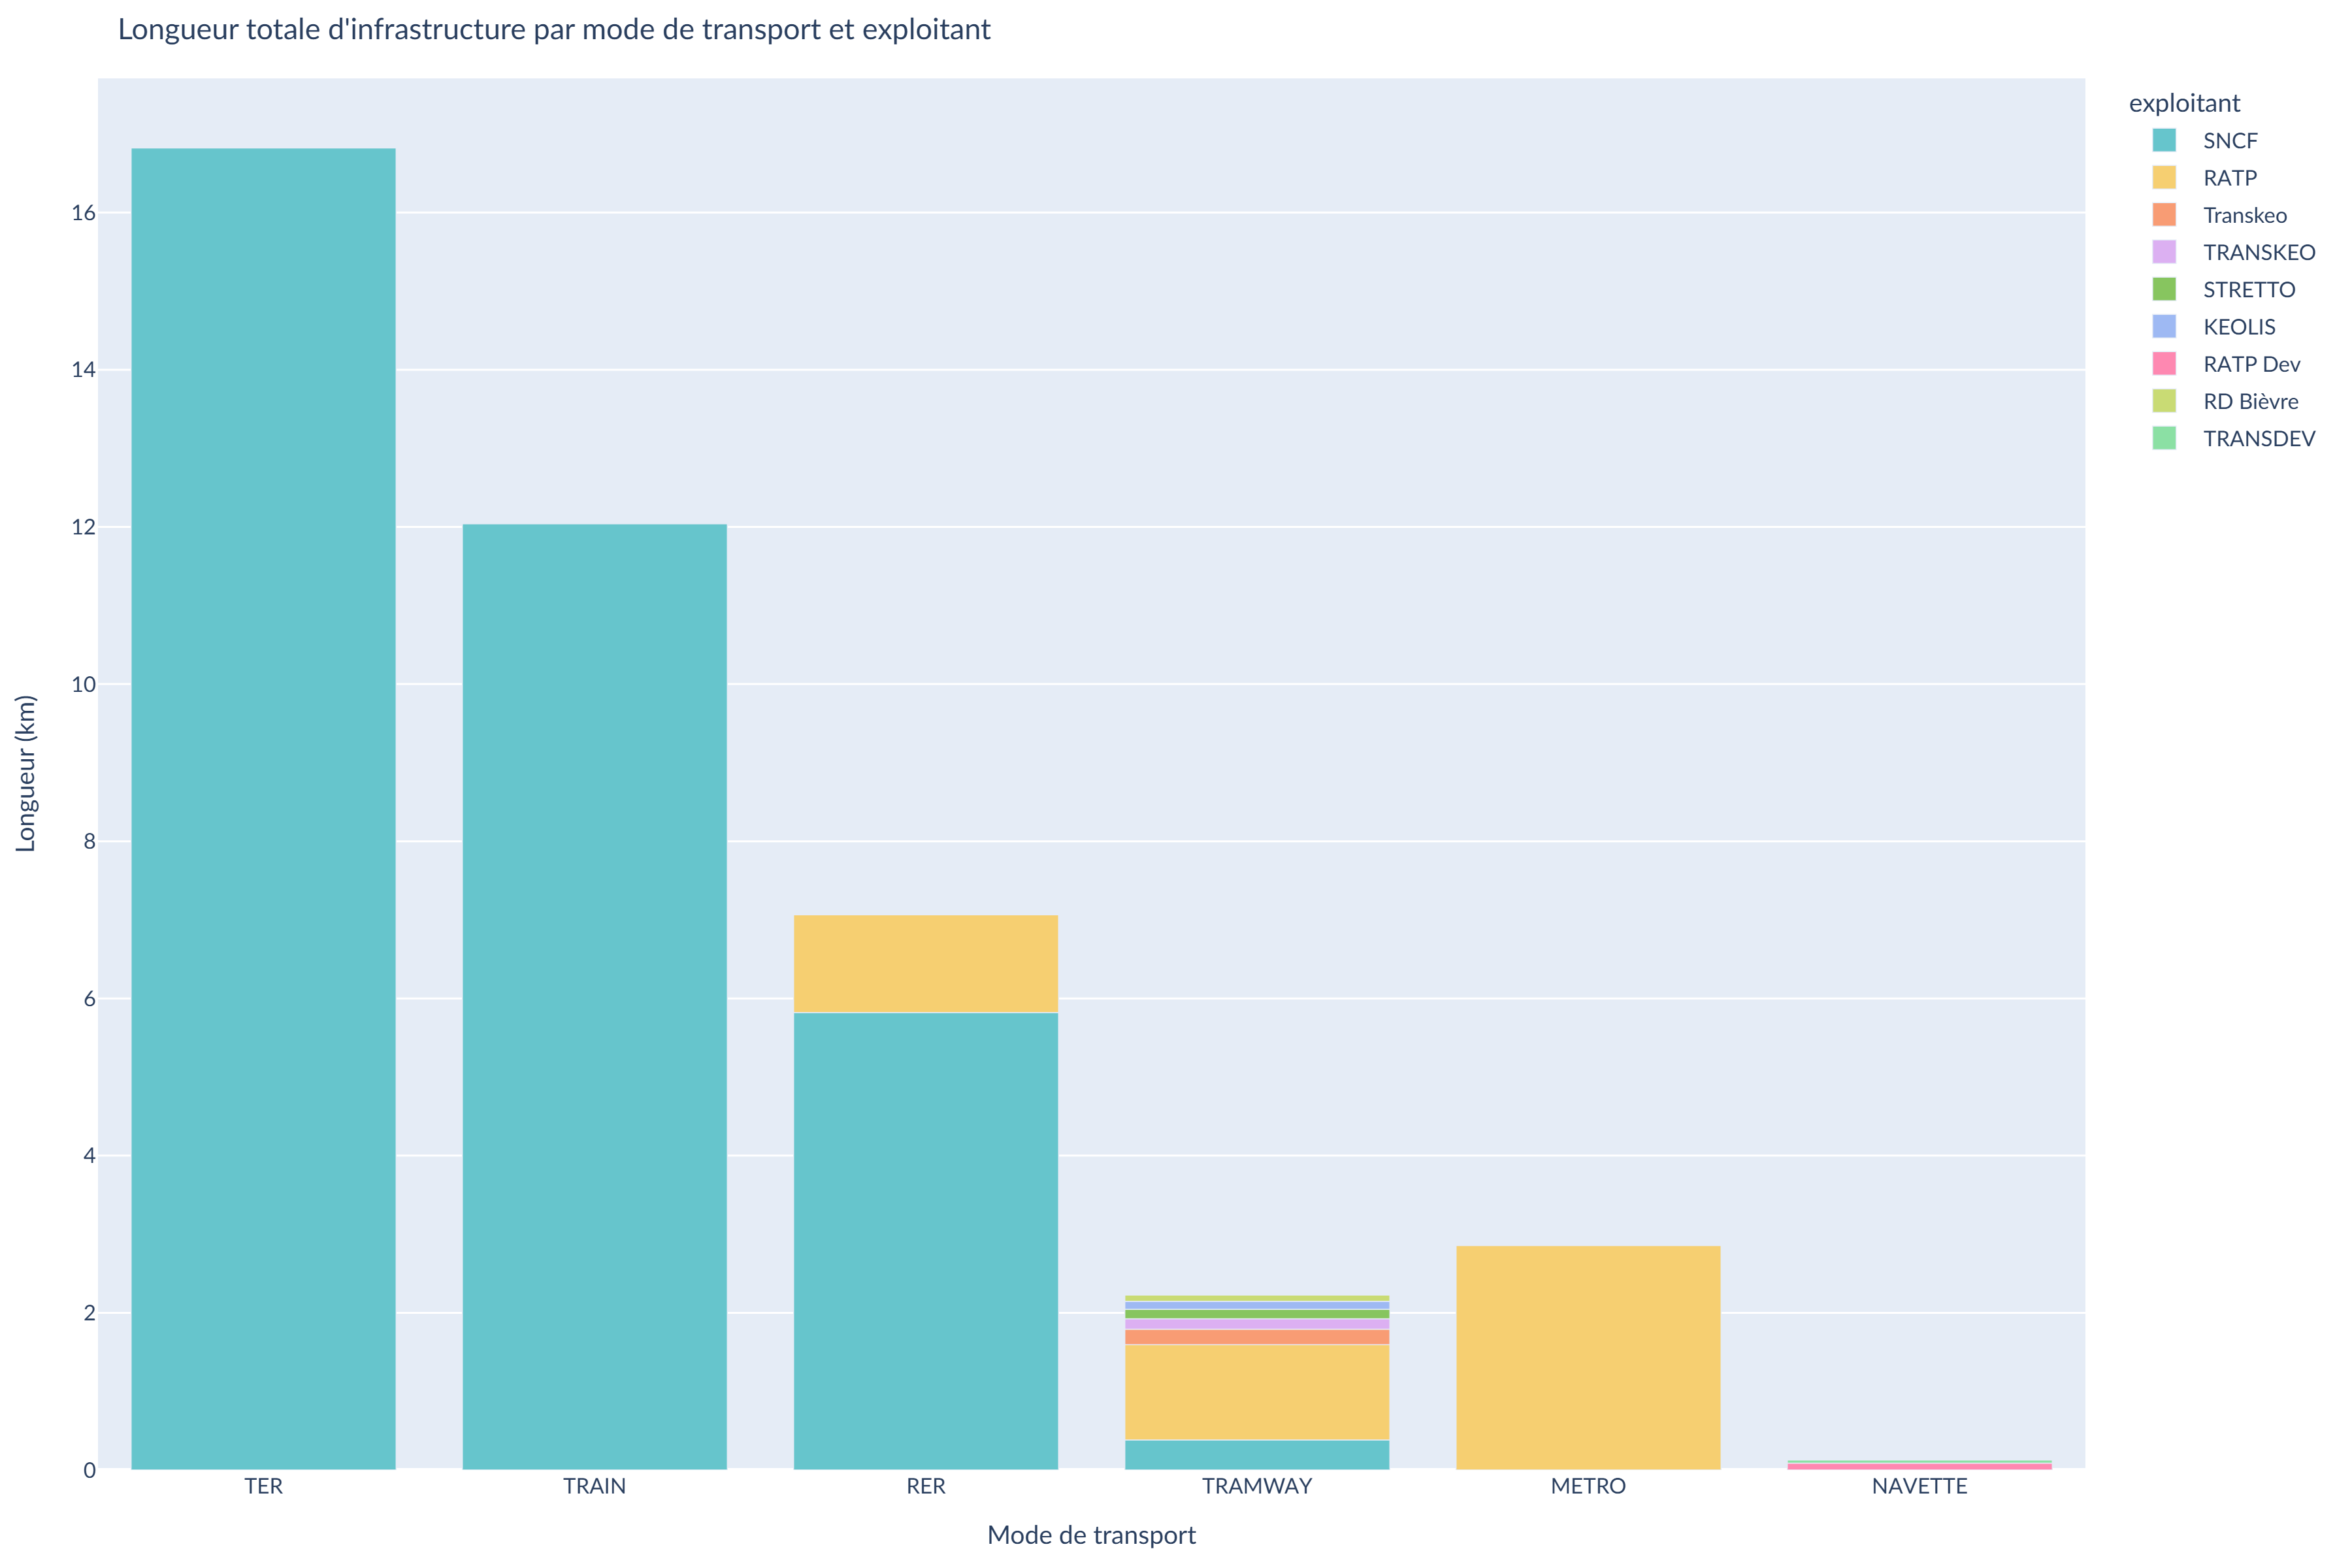 Longueur totale d'infrastructure par mode de transport et exploitant
exploitant
SNCF
RATP
Transkeo
TRANSKEO
STRETTO
KEOLIS
RATP Dev
RD Bièvre
TRANSDEV
Longueur (km)
16
14
12
10
8
6
4
2
0
TER TRAIN RER TRAMWAY METRO NAVETTE
Mode de transport